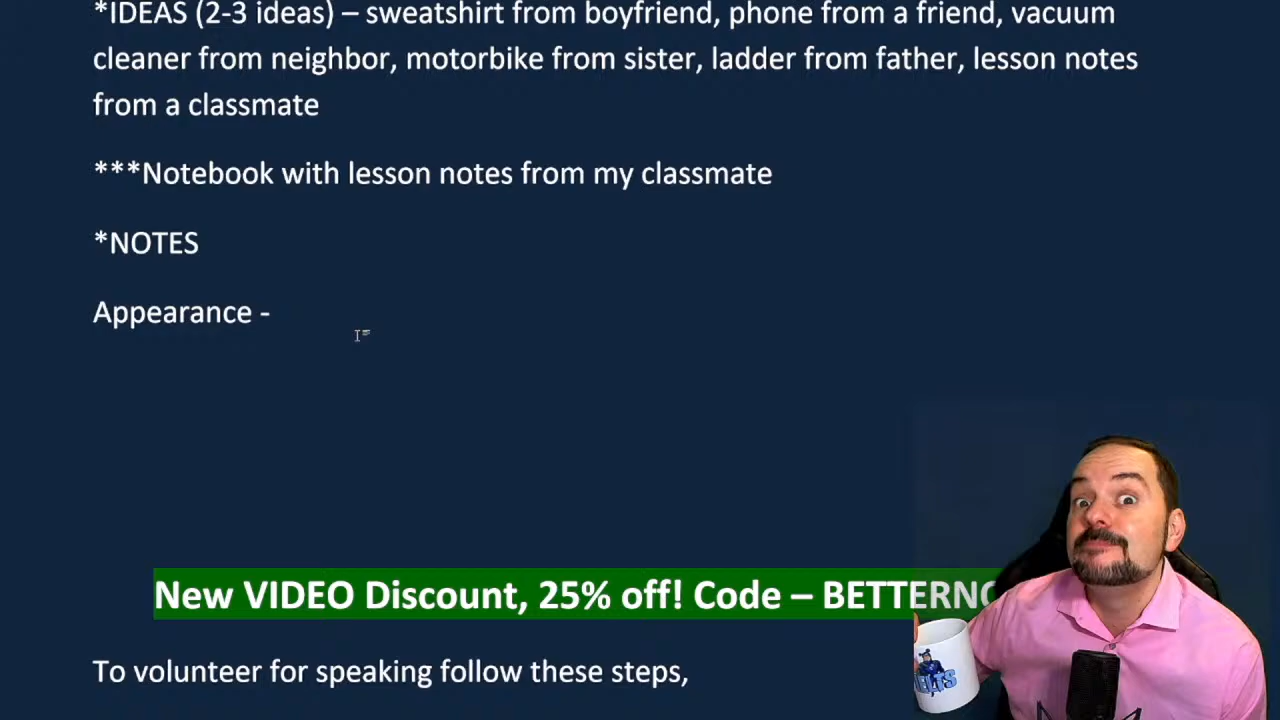 *IDEAS (2-3 ideas) – sweatshirt from boyfriend, phone from a friend, vacuum
cleaner from neighbor, motorbike from sister, ladder from father, lesson notes
from a classmate
***Notebook with lesson notes from my classmate
*NOTES
Appearance -
New VIDEO Discount, 25% off! Code –
To volunteer for speaking follow these steps,